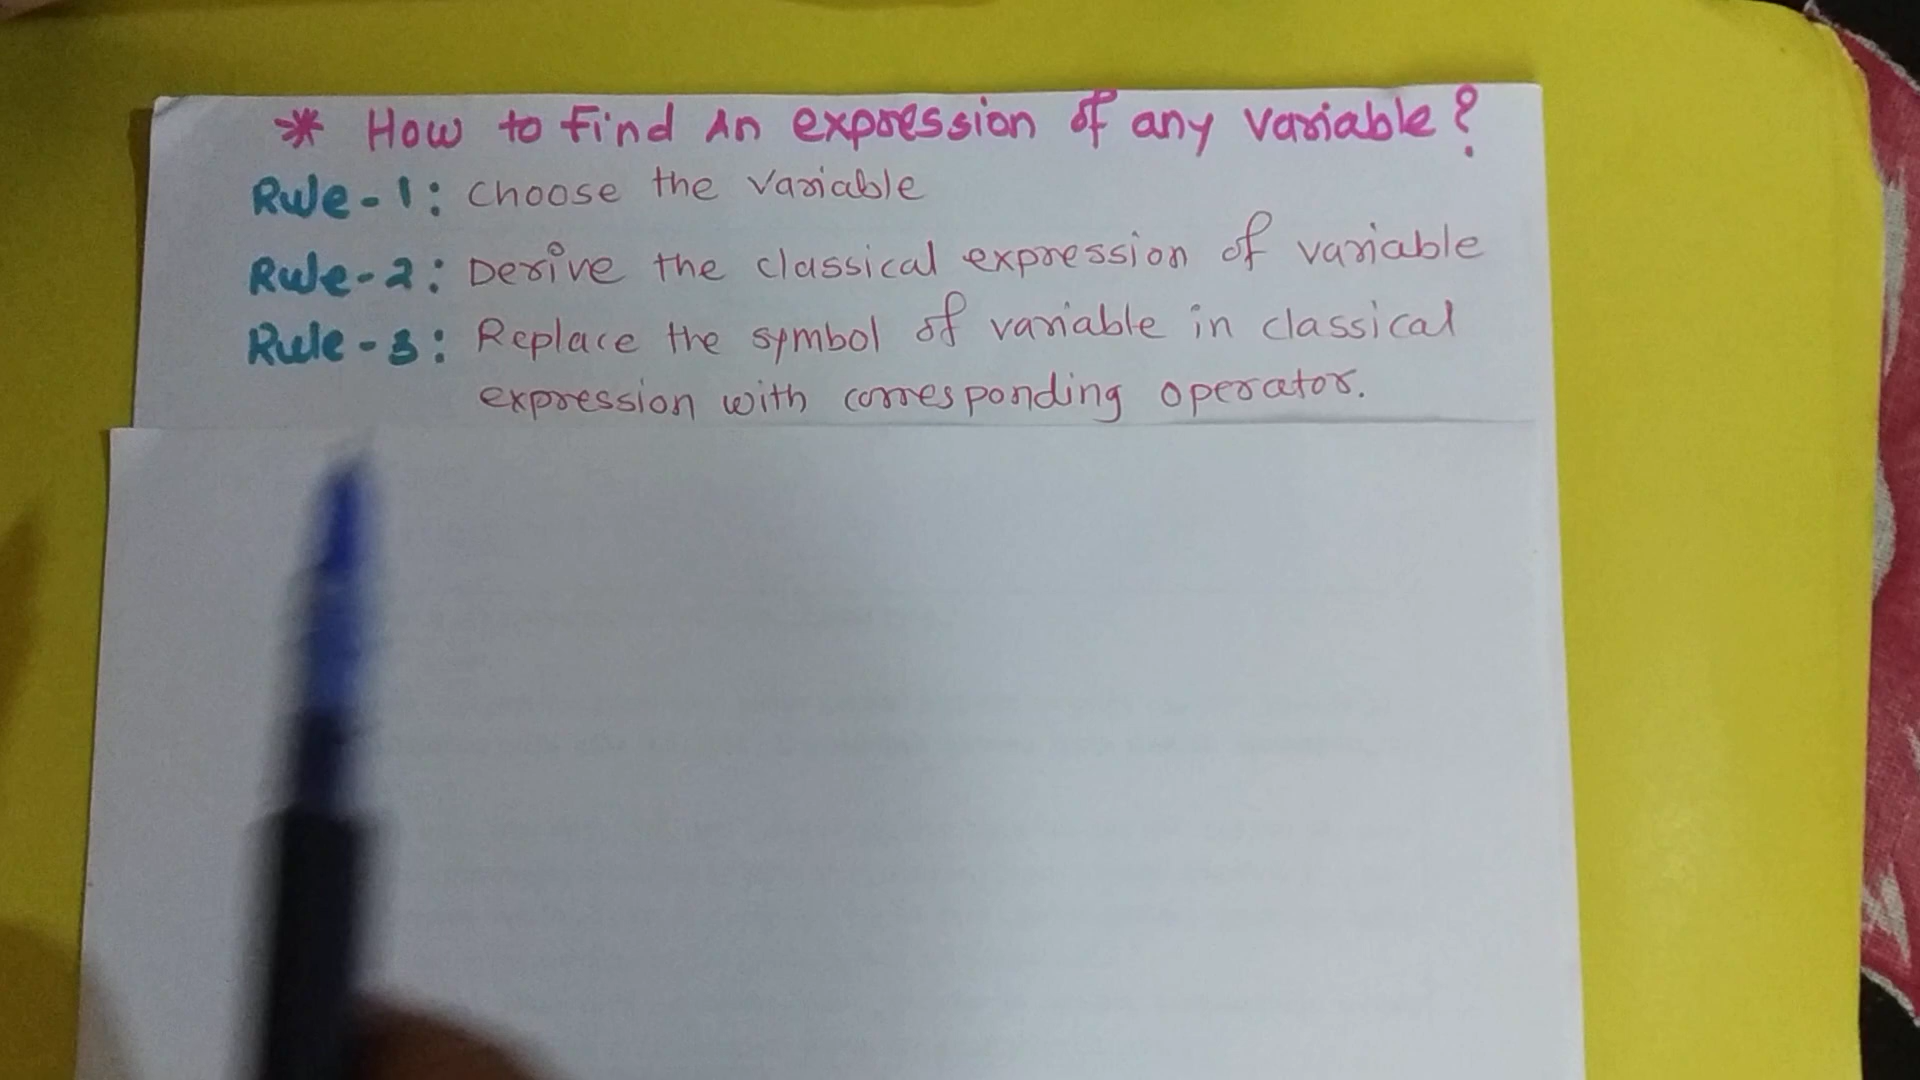 * How to Find An expression of any variable?
Rule-1: Choose the variable
Rule-2: Derive the classical expression of variable
Rule-3: Replace the symbol of variable in classical
expression with corresponding operator.